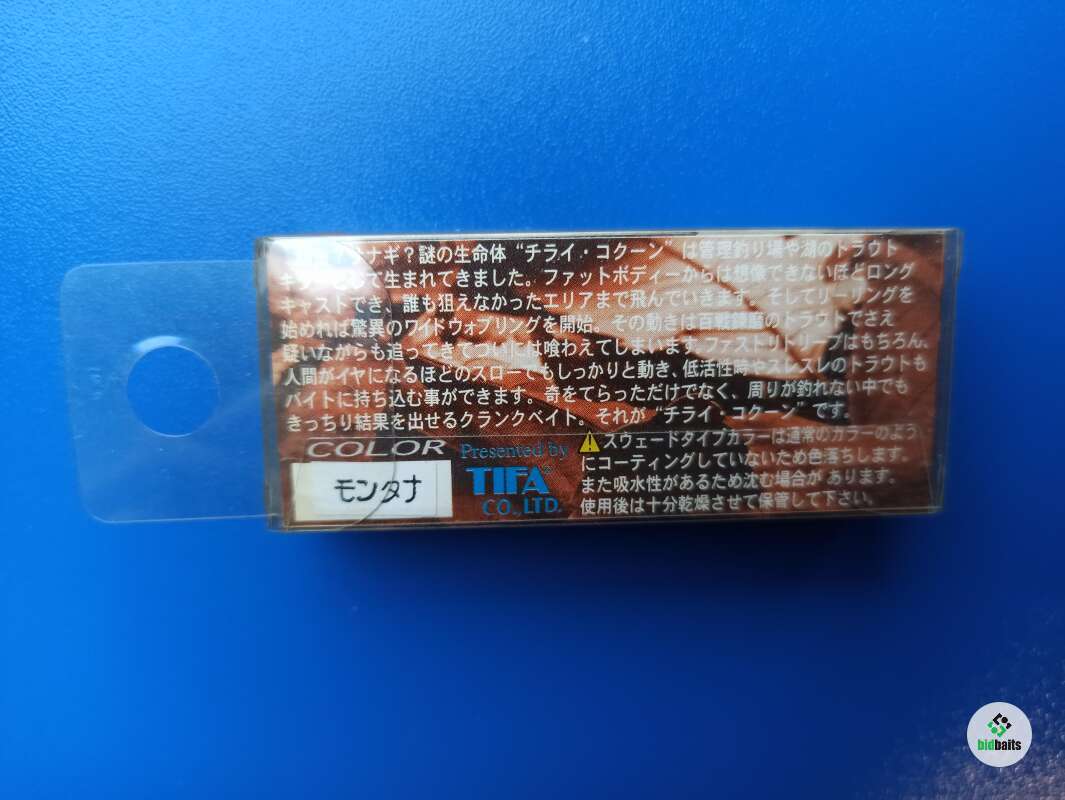 ナギ？謎の生命体“チライ・コクーン”は管理釣り場や湖のトラウト
て生まれてきました。ファットボディーからは想像できないほどロング
キャストでき、誰も狙えなかったエリアまで飛んでいきます。そしてリーリングを
始めれば驚異のワイドウォブリングを開始。その動きは百戦錬磨のトラウトでさえ
疑いながらも追ってきてついには喰わえてしまいます。ファストリトリーブはもちろん、
人間がイヤになるほどのスローでもしっかりと動き、低活性時やスレスレのトラウトも
バイトに持ち込む事ができます。奇をてらっただけでなく、周りが釣れない中でも
きっちり結果を出せるクランクベイト。それが“チライ・コクーン”です。
COLOR
モンタナ
Presented by
TIFA
CO.,LTD.
スウェードタイプカラーは通常のカラーのよう
にコーティングしていないため色落ちします。
また吸水性があるため沈む場合があります。
使用後は十分乾燥させて保管して下さい。
bidbaits